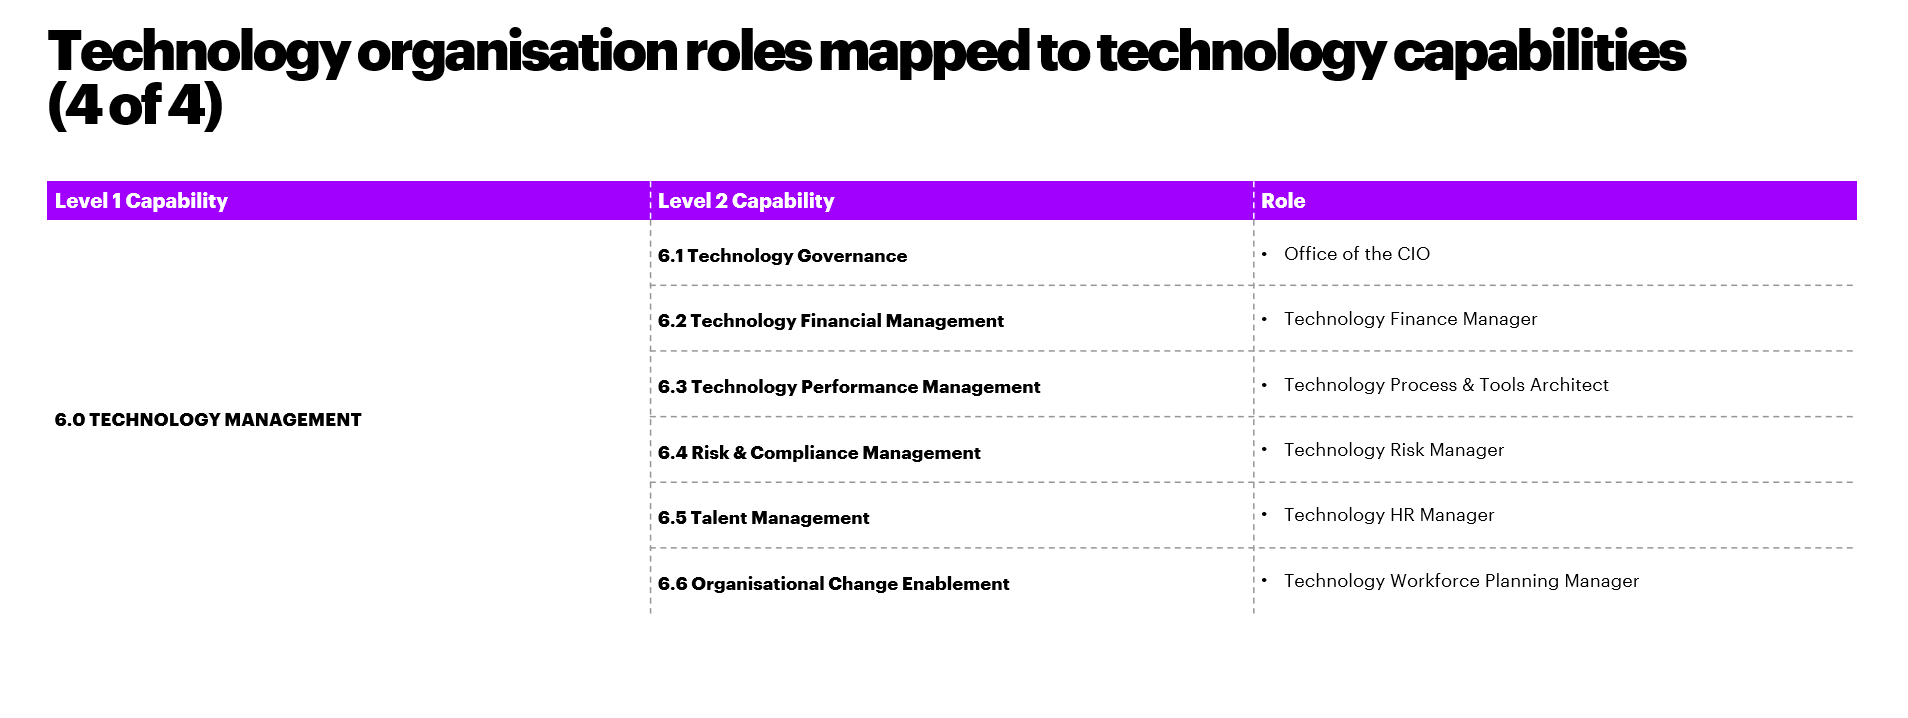 Technology organisation roles mapped to technology capabilities
(4 of 4)
Level 1 Capability
Level 2 Capability
Role
6.0 TECHNOLOGY MANAGEMENT
6.1 Technology Governance
• Office of the CIO
6.2 Technology Financial Management
• Technology Finance Manager
6.3 Technology Performance Management
• Technology Process & Tools Architect
6.4 Risk & Compliance Management
• Technology Risk Manager
6.5 Talent Management
• Technology HR Manager
6.6 Organisational Change Enablement
• Technology Workforce Planning Manager